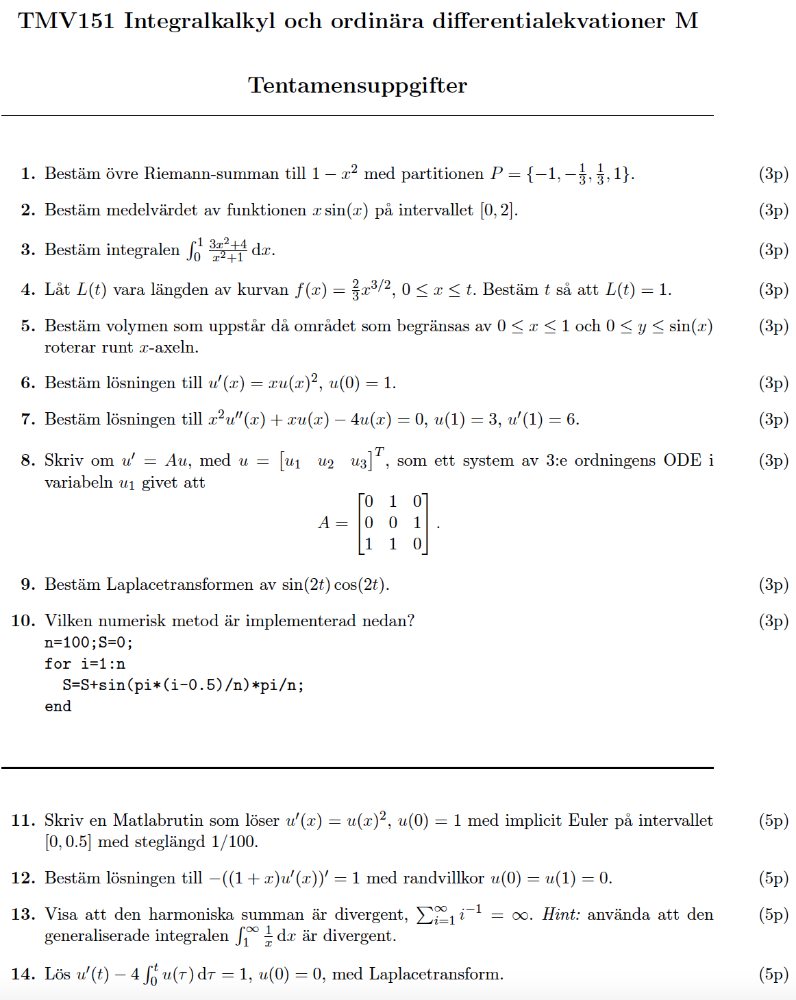 TMV151 Integralkalkyl och ordinära differentialekvationer M
Tentamensuppgifter
1. Bestäm övre Riemann-summan till $1 - x^2$ med partitionen $P = \{-1, -\frac{1}{3}, \frac{1}{3}, 1\}$. (3p)
2. Bestäm medelvärdet av funktionen $x \sin(x)$ på intervallet $[0, 2]$. (3p)
3. Bestäm integralen $\int_0^1 \frac{3x^2+4}{x^2+1} \, \mathrm{d}x$. (3p)
4. Låt $L(t)$ vara längden av kurvan $f(x) = \frac{2}{3}x^{3/2}$, $0 \leq x \leq t$. Bestäm $t$ så att $L(t) = 1$. (3p)
5. Bestäm volymen som uppstår då området som begränsas av $0 \leq x \leq 1$ och $0 \leq y \leq \sin(x)$ (3p)
roterar runt $x$-axeln.
6. Bestäm lösningen till $u'(x) = xu(x)^2$, $u(0) = 1$. (3p)
7. Bestäm lösningen till $x^2u''(x) + xu(x) - 4u(x) = 0$, $u(1) = 3$, $u'(1) = 6$. (3p)
8. Skriv om $u' = Au$, med $u = \begin{bmatrix} u_1 & u_2 & u_3 \end{bmatrix}^T$, som ett system av 3:e ordningens ODE i (3p)
variabeln $u_1$ givet att
$A = \begin{bmatrix} 0 & 1 & 0 \\ 0 & 0 & 1 \\ 1 & 1 & 0 \end{bmatrix}.$
9. Bestäm Laplacetransformen av $\sin(2t)\cos(2t)$. (3p)
10. Vilken numerisk metod är implementerad nedan? (3p)
n=100;S=0;
for i=1:n
  S=S+sin(pi*(i-0.5)/n)*pi/n;
end
11. Skriv en Matlabrutin som löser $u'(x) = u(x)^2$, $u(0) = 1$ med implicit Euler på intervallet (5p)
$[0, 0.5]$ med steglängd $1/100$.
12. Bestäm lösningen till $-((1 + x)u'(x))' = 1$ med randvillkor $u(0) = u(1) = 0$. (5p)
13. Visa att den harmoniska summan är divergent, $\sum_{i=1}^{\infty} i^{-1} = \infty$. Hint: använda att den (5p)
generaliserade integralen $\int_1^{\infty} \frac{1}{x} \, \mathrm{d}x$ är divergent.
14. Lös $u'(t) - 4\int_0^t u(\tau) \, \mathrm{d}\tau = 1$, $u(0) = 0$, med Laplacetransform. (5p)